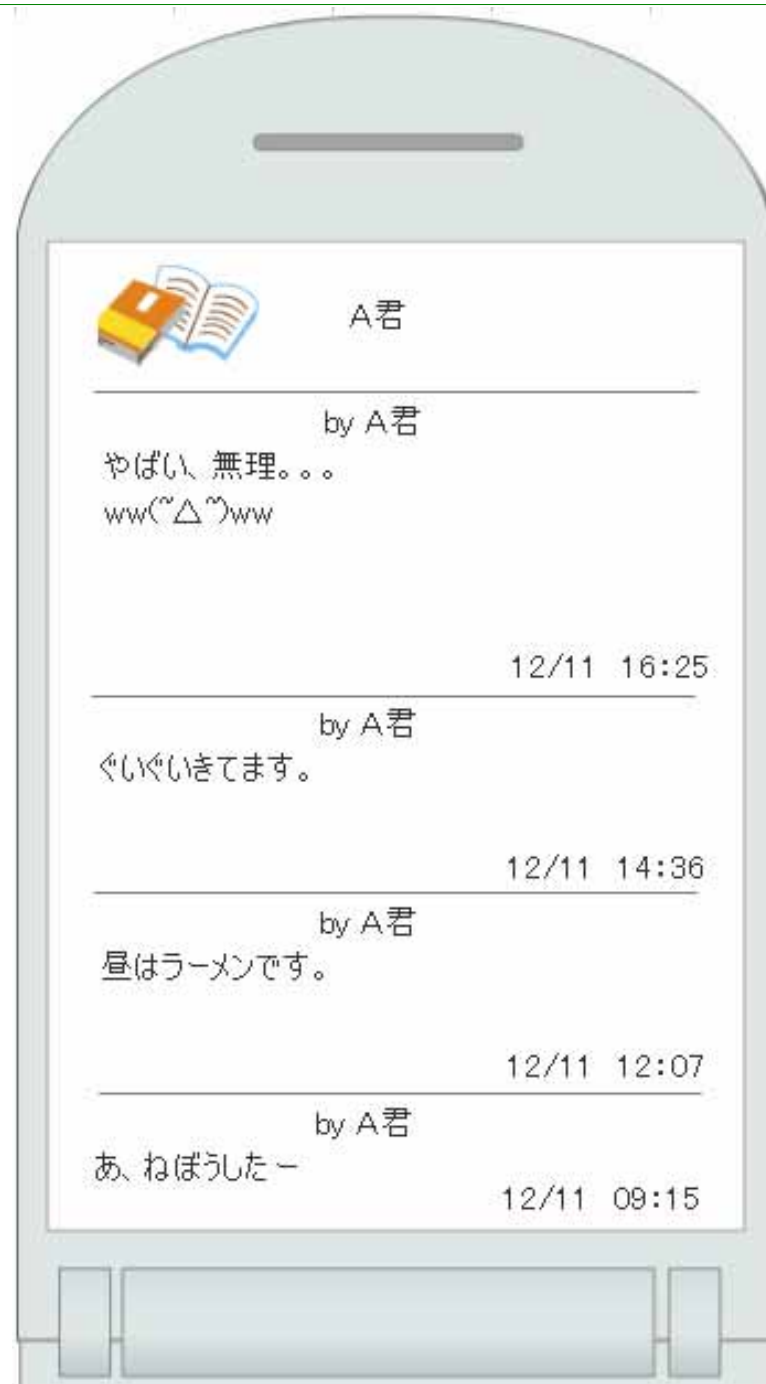 A君
by A君
やばい、無理。。。
ww(~△~)ww
12/11 16:25
by A君
ぐいぐいきてます。
12/11 14:36
by A君
昼はラーメンです。
12/11 12:07
by A君
あ、ねぼうしたー
12/11 09:15